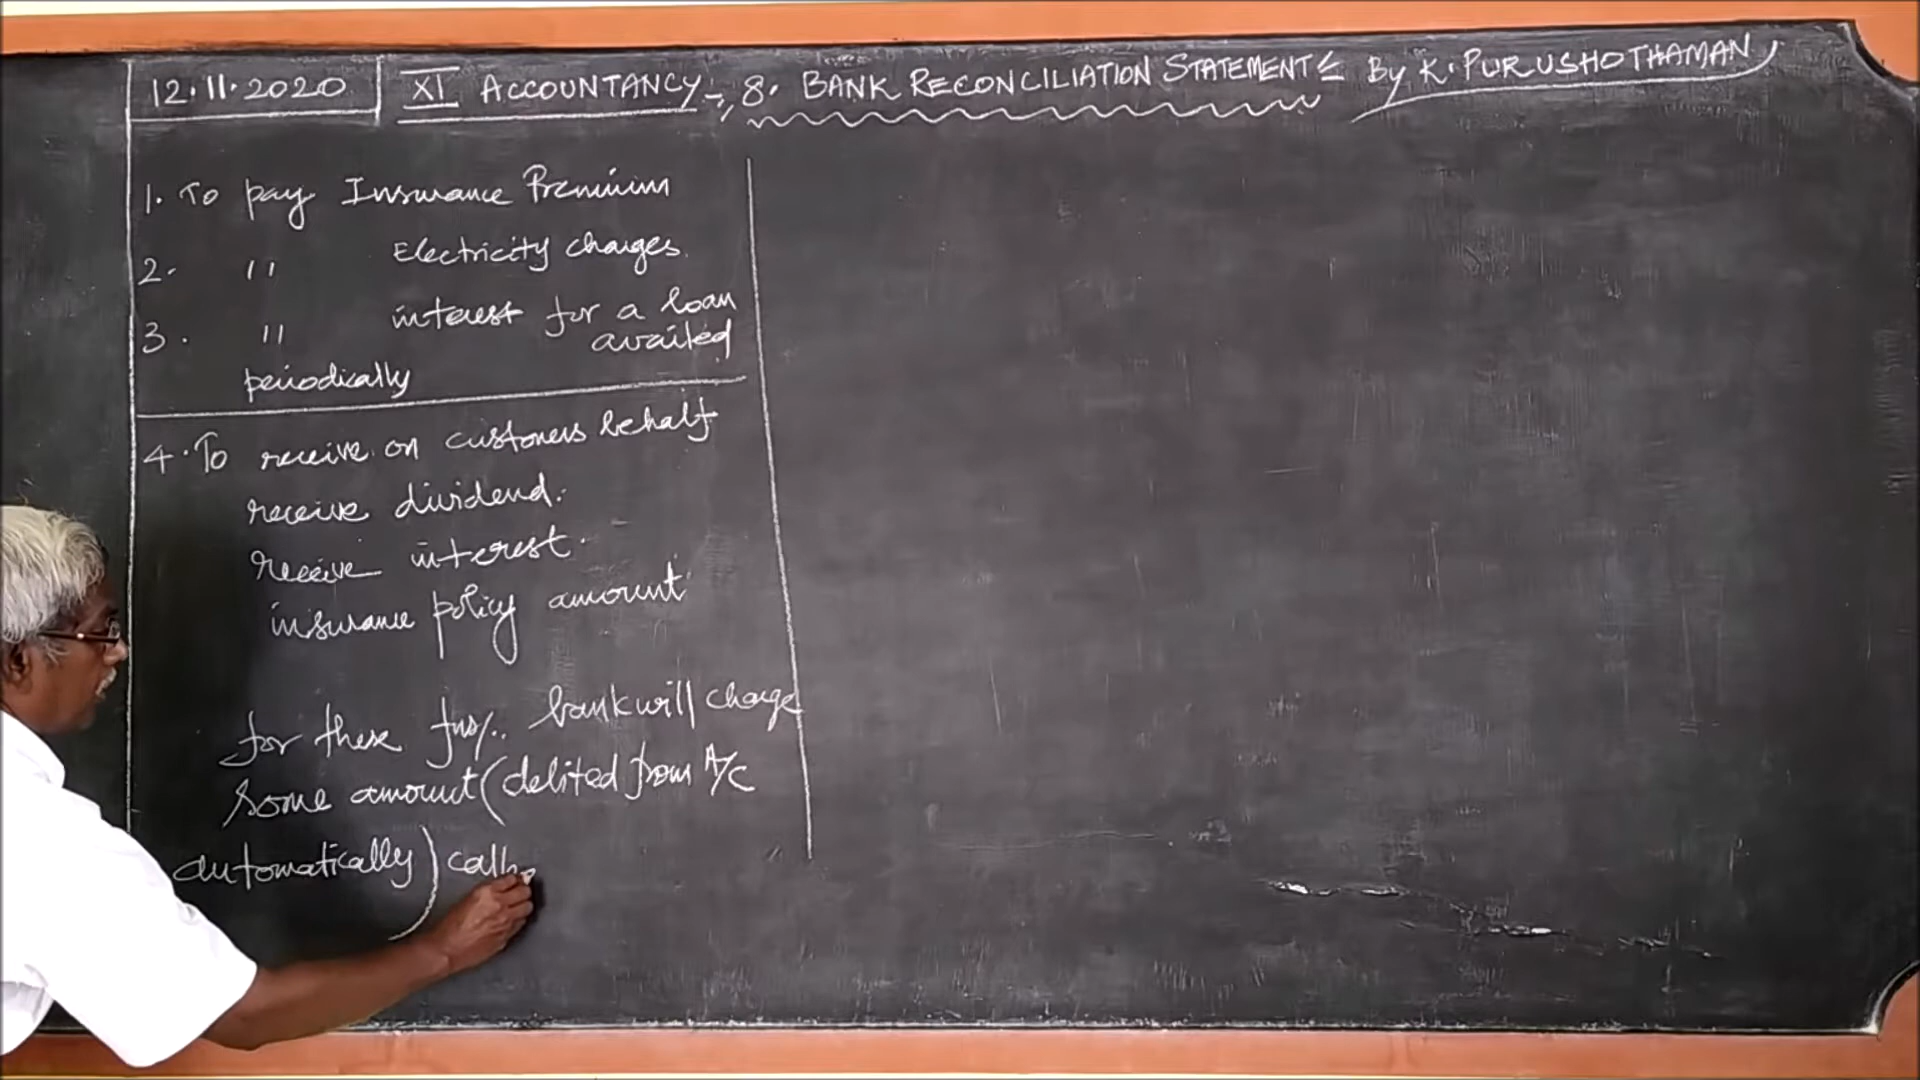 12.11.2020 XI ACCOUNTANCY:- 8. BANK RECONCILIATION STATEMENTS By K. PURUSHOTHAMAN
1. To pay Insurance Premium
2. " Electricity charges.
3. " interest for a loan
availed
periodically
4. To receive on customers behalf
receive dividend.
receive interest.
insurance policy amount
for these fns/.. bank will charge
Some amount (debited from A/C
automatically) calle